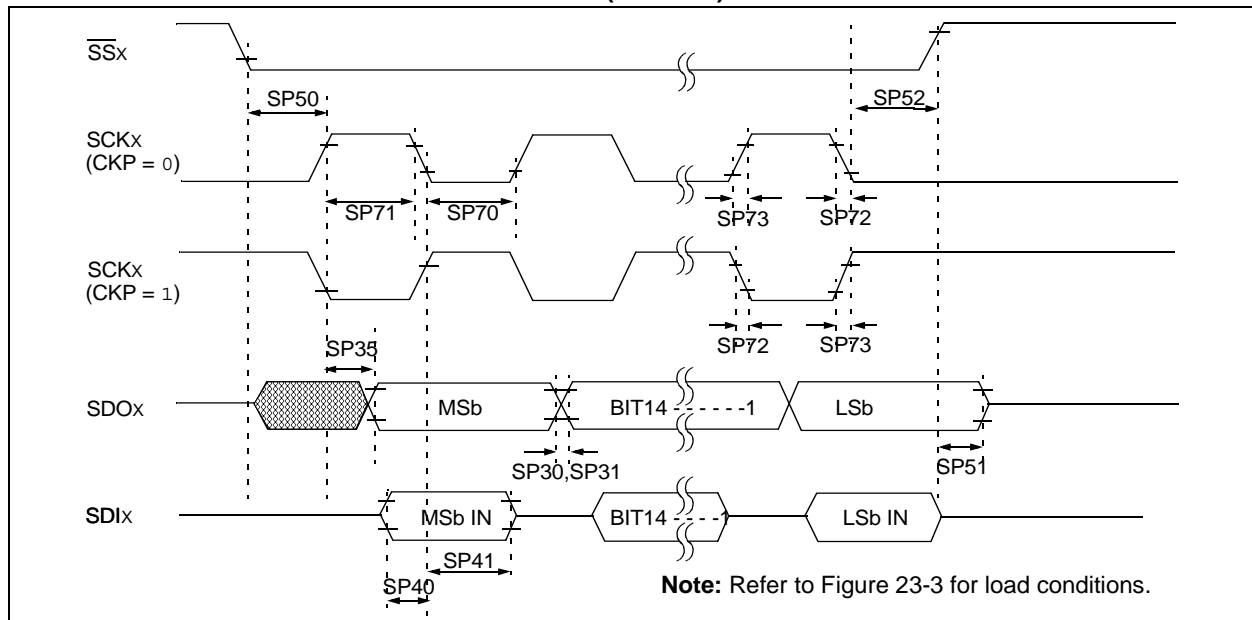 SSx
SP50
SP52
SCKx
(CKP = 0)
SP71
SP70
SP73
SP72
SCKx
(CKP = 1)
SP35
SP72
SP73
SDOx
MSb
BIT14 - - - - - -1
LSb
SP30,SP31
SP51
SDIx
MSb IN
BIT14 - - - -1
LSb IN
SP41
SP40
Note: Refer to Figure 23-3 for load conditions.